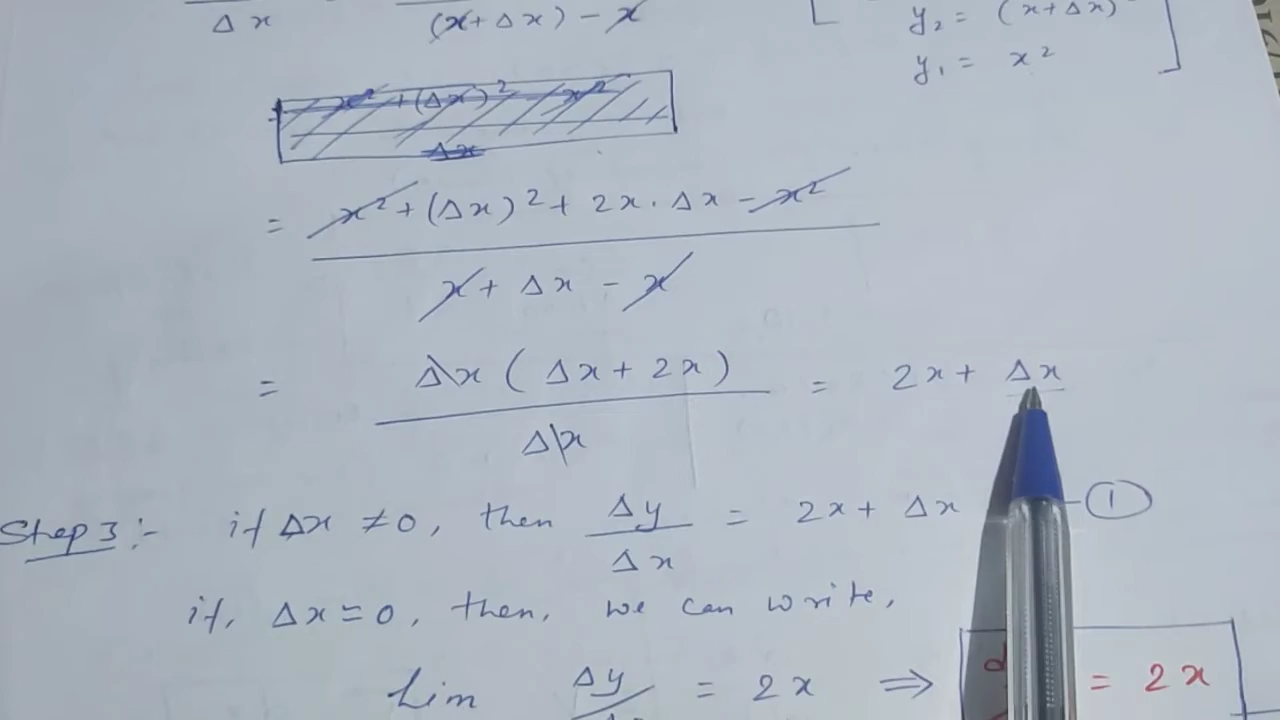 Δx (x+Δx) - x
y₂ = (x+Δx)
y₁ = x²
x² + (Δx)² x²
Δx
= x² + (Δx)² + 2x . Δx - x²
x + Δx - x
= Δx ( Δx + 2x ) = 2x + Δx
Δx
Step 3:- if Δx ≠ 0, then Δy = 2x + Δx - 1
Δx
if, Δx = 0, then, we can write,
Lim Δy = 2x ⇒ = 2x